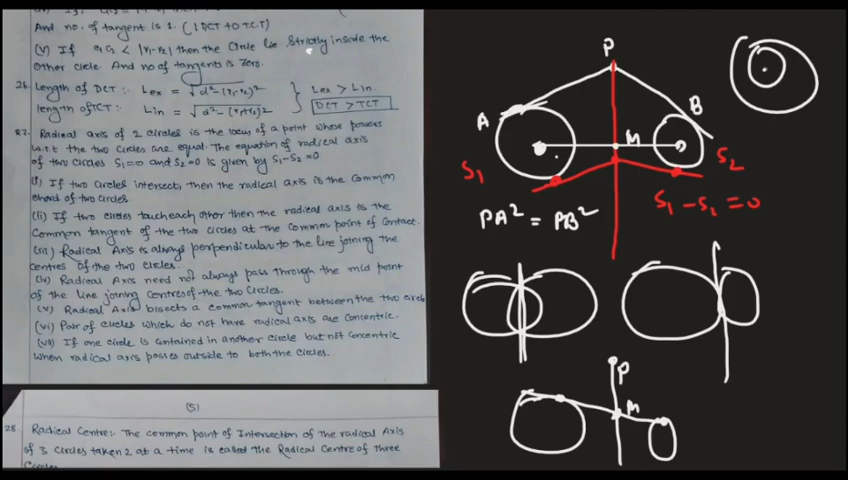 And no. of tangent is 1. (1 DCT + 0 T.C.T)
(v) If C₁C₂ < |r₁-r₂| then the Circle lie Strictly inside the
Other circle. And no of tangents is Zero.
26. Length of DCT :- Lex = √d²-(r₁-r₂)² } Lex > Lin.
length of TCT :- Lin = √d²-(r₁+r₂)² DCT > TCT
27. Radical axis of 2 circles is the locus of a point whose powers
w.r.t the two Circles are equal. The equation of radical axis
of two Circles S₁=0 and S₂=0 is given by S₁-S₂=0
(i) If two Circles intersect, then the radical axis is the Common
chord of two circles.
(ii) If two circles touch each other then the radical axis is the
Common tangent of the two circles at the common point of Contact.
(iii) Radical Axis is always perpendicular to the line joining the
centres of the two Circles.
(iv) Radical Axis need not always pass through the mid point
of the line joining Centres of the two Circles.
(v) Radical Axis bisects a common tangent between the two circle
(vi) Pair of circles which do not have radical axis are Concentric.
(vii) If one circle is contained in another circle but not concentric
when radical axis passes outside to both the Circles.
(5)
28. Radical Centre:- The common point of Intersection of the radical Axis
of 3 Circles taken 2 at a time is called the Radical Centre of three
P
A
B
M
S₁
S₂
PA² = PB²
S₁ - S₂ = 0
P
M